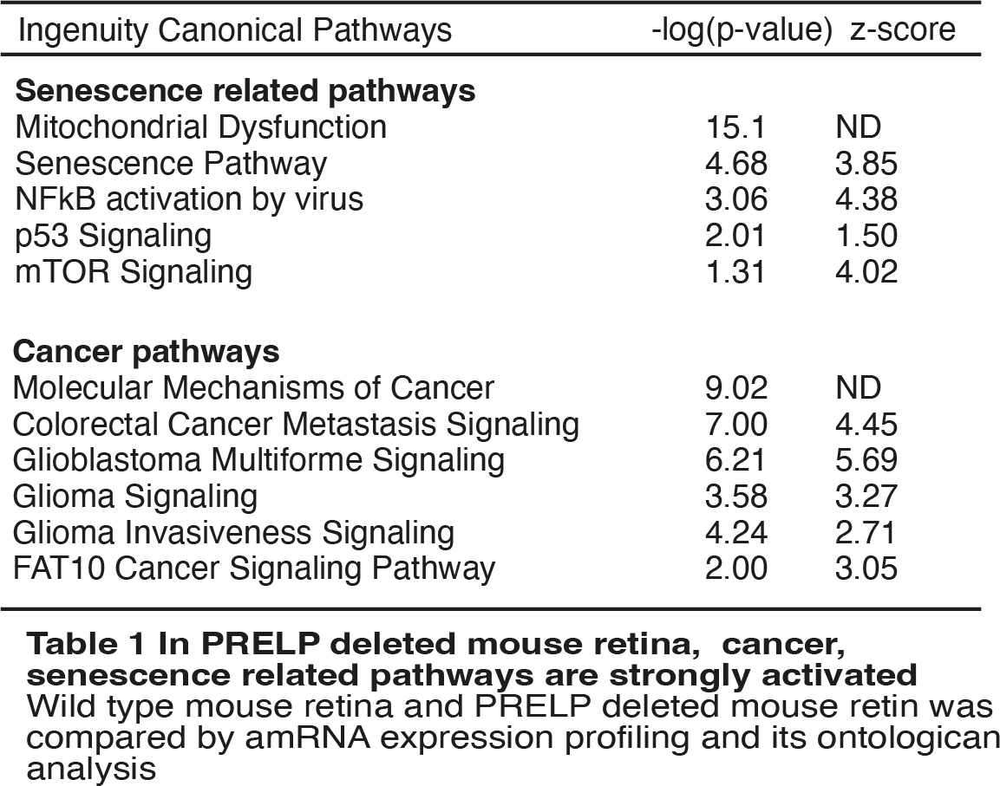 Ingenuity Canonical Pathways -log(p-value) z-score
Senescence related pathways
Mitochondrial Dysfunction 15.1 ND
Senescence Pathway 4.68 3.85
NFkB activation by virus 3.06 4.38
p53 Signaling 2.01 1.50
mTOR Signaling 1.31 4.02
Cancer pathways
Molecular Mechanisms of Cancer 9.02 ND
Colorectal Cancer Metastasis Signaling 7.00 4.45
Glioblastoma Multiforme Signaling 6.21 5.69
Glioma Signaling 3.58 3.27
Glioma Invasiveness Signaling 4.24 2.71
FAT10 Cancer Signaling Pathway 2.00 3.05
Table 1 In PRELP deleted mouse retina, cancer,
senescence related pathways are strongly activated
Wild type mouse retina and PRELP deleted mouse retin was
compared by amRNA expression profiling and its ontologican
analysis